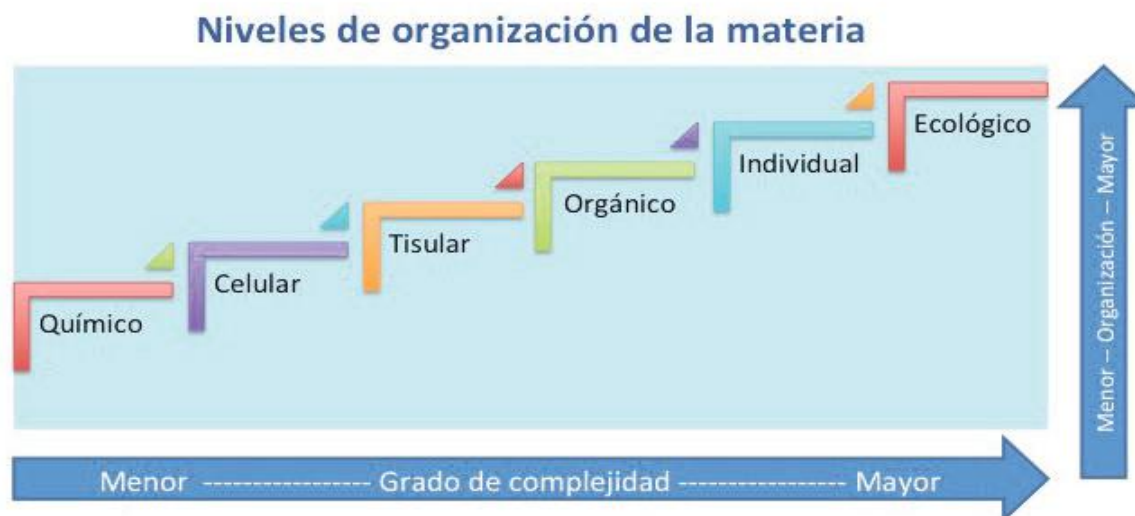 Niveles de organización de la materia
Químico
Celular
Tisular
Orgánico
Individual
Ecológico
Menor – Organización – Mayor
Menor ----------------- Grado de complejidad ----------------- Mayor